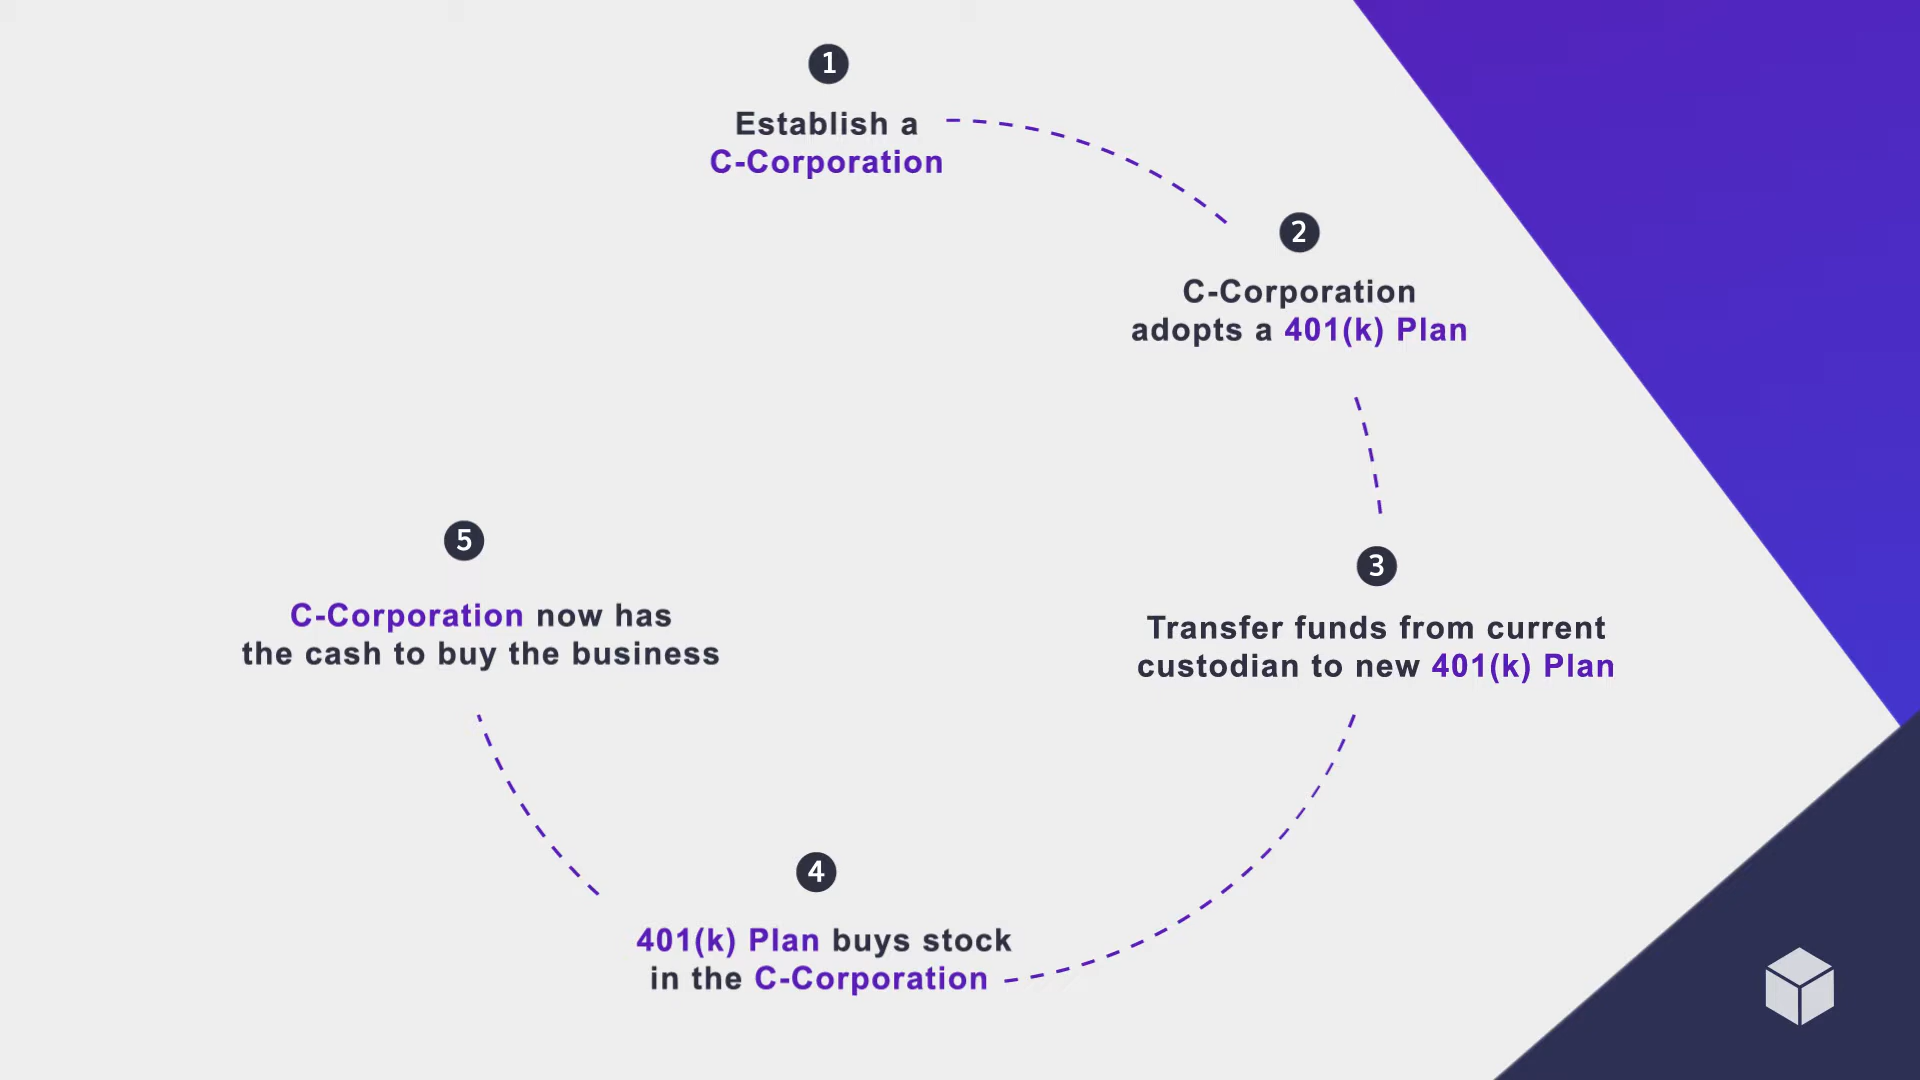 1
Establish a
C-Corporation
2
C-Corporation
adopts a 401(k) Plan
3
Transfer funds from current
custodian to new 401(k) Plan
4
401(k) Plan buys stock
in the C-Corporation
5
C-Corporation now has
the cash to buy the business